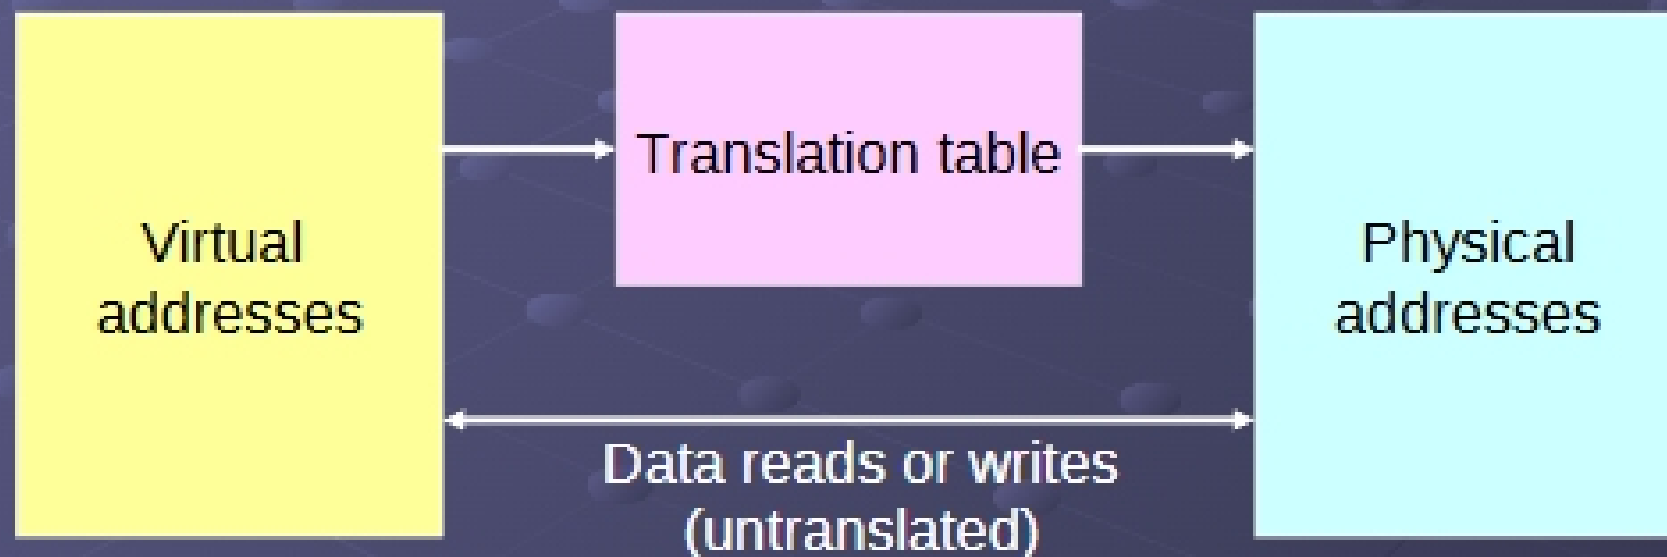 Virtual
addresses
Translation table
Physical
addresses
Data reads or writes
(untranslated)